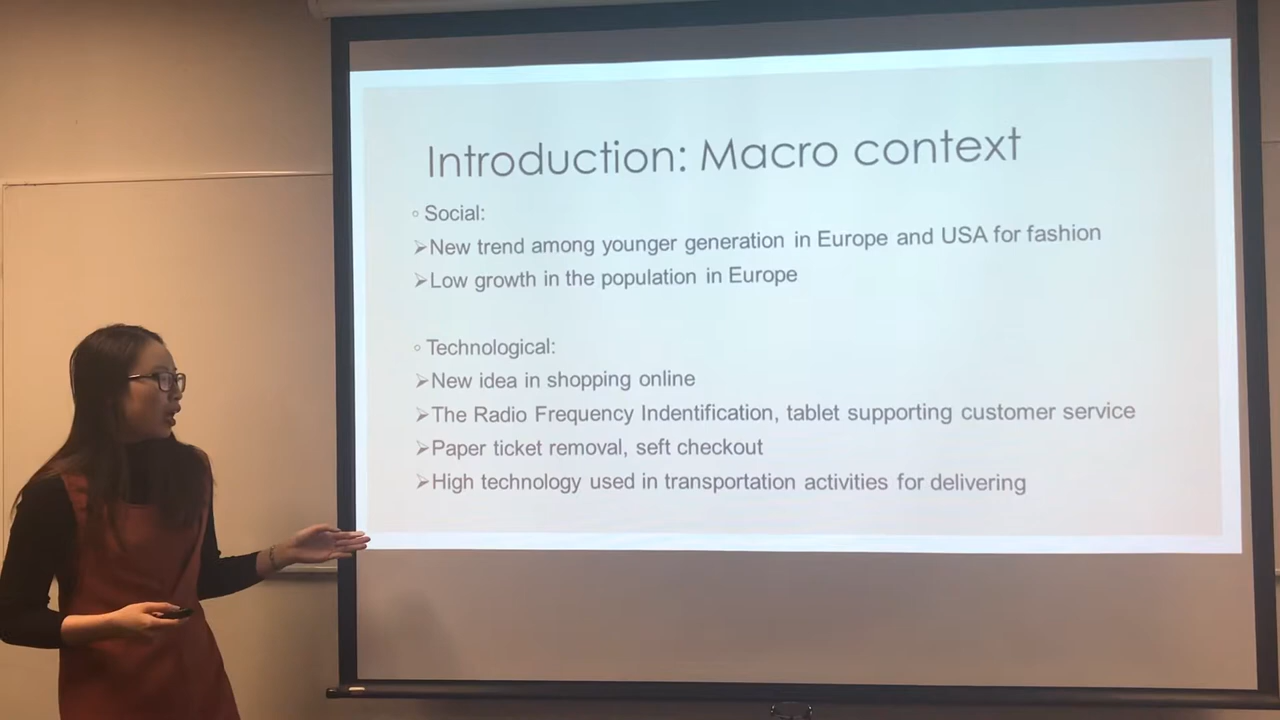 Introduction: Macro context
◦ Social:
➢New trend among younger generation in Europe and USA for fashion
➢Low growth in the population in Europe
◦ Technological:
➢New idea in shopping online
➢The Radio Frequency Indentification, tablet supporting customer service
➢Paper ticket removal, seft checkout
➢High technology used in transportation activities for delivering